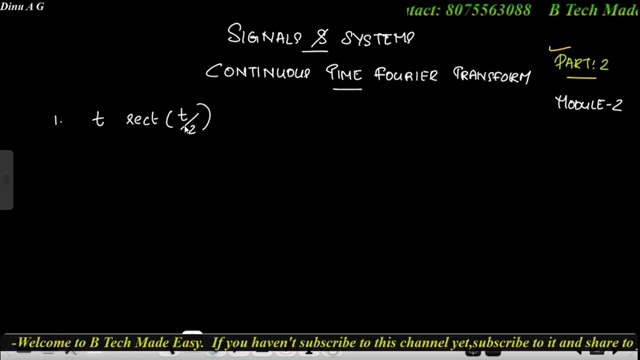 Dinu A G
ntact: 8075563088 B Tech Made
SIGNALS & SYSTEMS
PART: 2
CONTINUOUS TIME FOURIER TRANSFORM
MODULE-2
1. t rect(t/2)
-Welcome to B Tech Made Easy. If you haven't subscribe to this channel yet,subscribe to it and share to